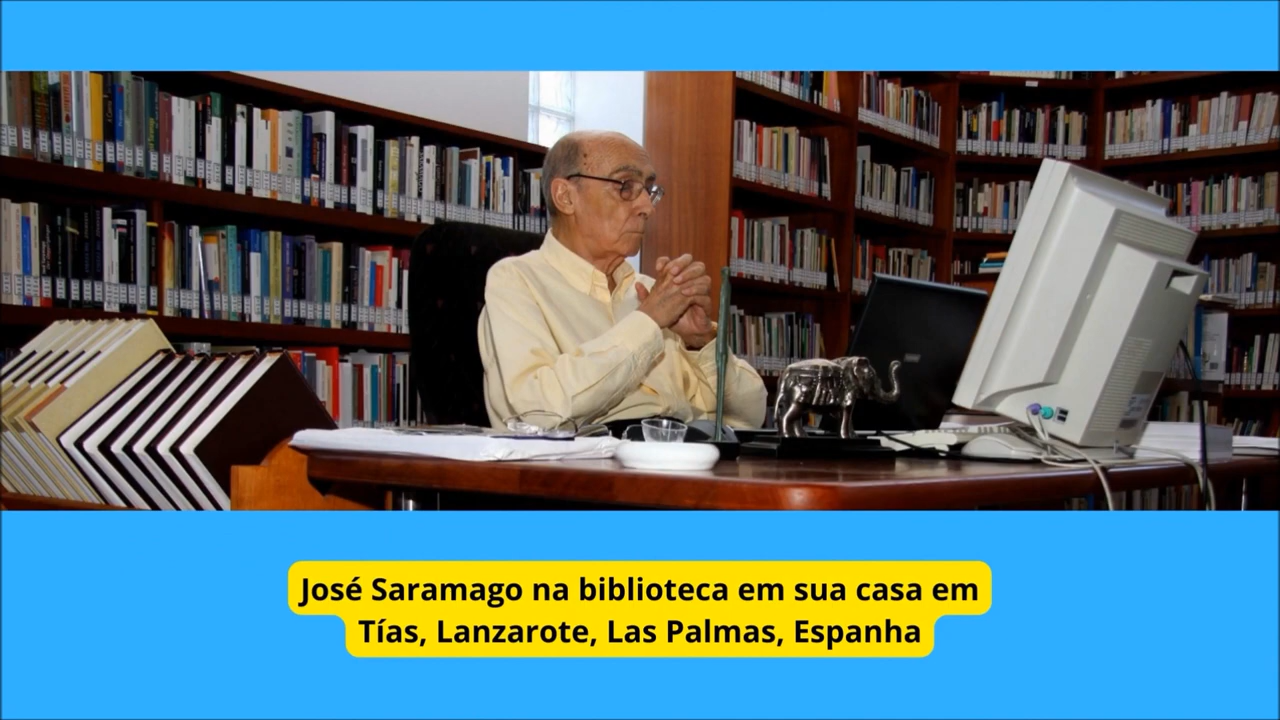 José Saramago na biblioteca em sua casa em
Tías, Lanzarote, Las Palmas, Espanha